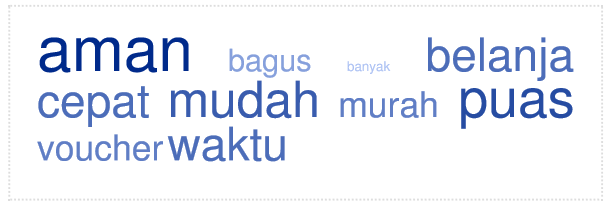 aman bagus banyak belanja
cepat mudah murah puas
voucher waktu